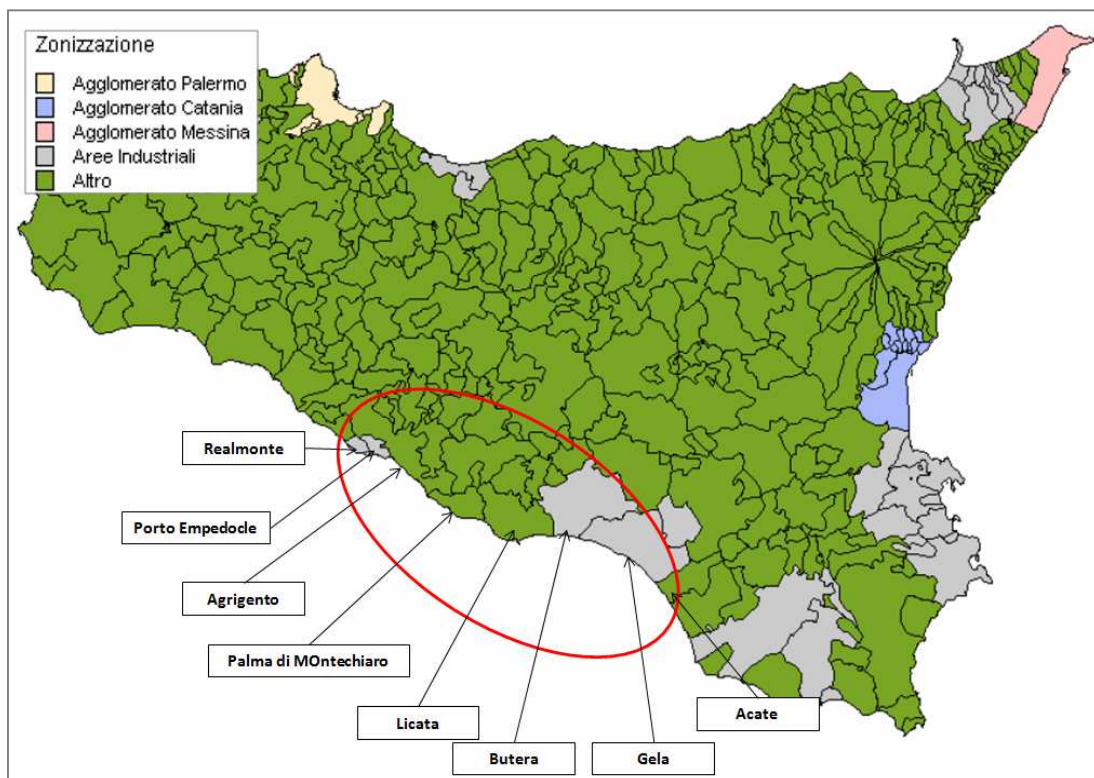 Zonizzazione
Agglomerato Palermo
Agglomerato Catania
Agglomerato Messina
Aree Industriali
Altro
Realmonte
Porto Empedocle
Agrigento
Palma di MOntechiaro
Licata
Butera
Gela
Acate